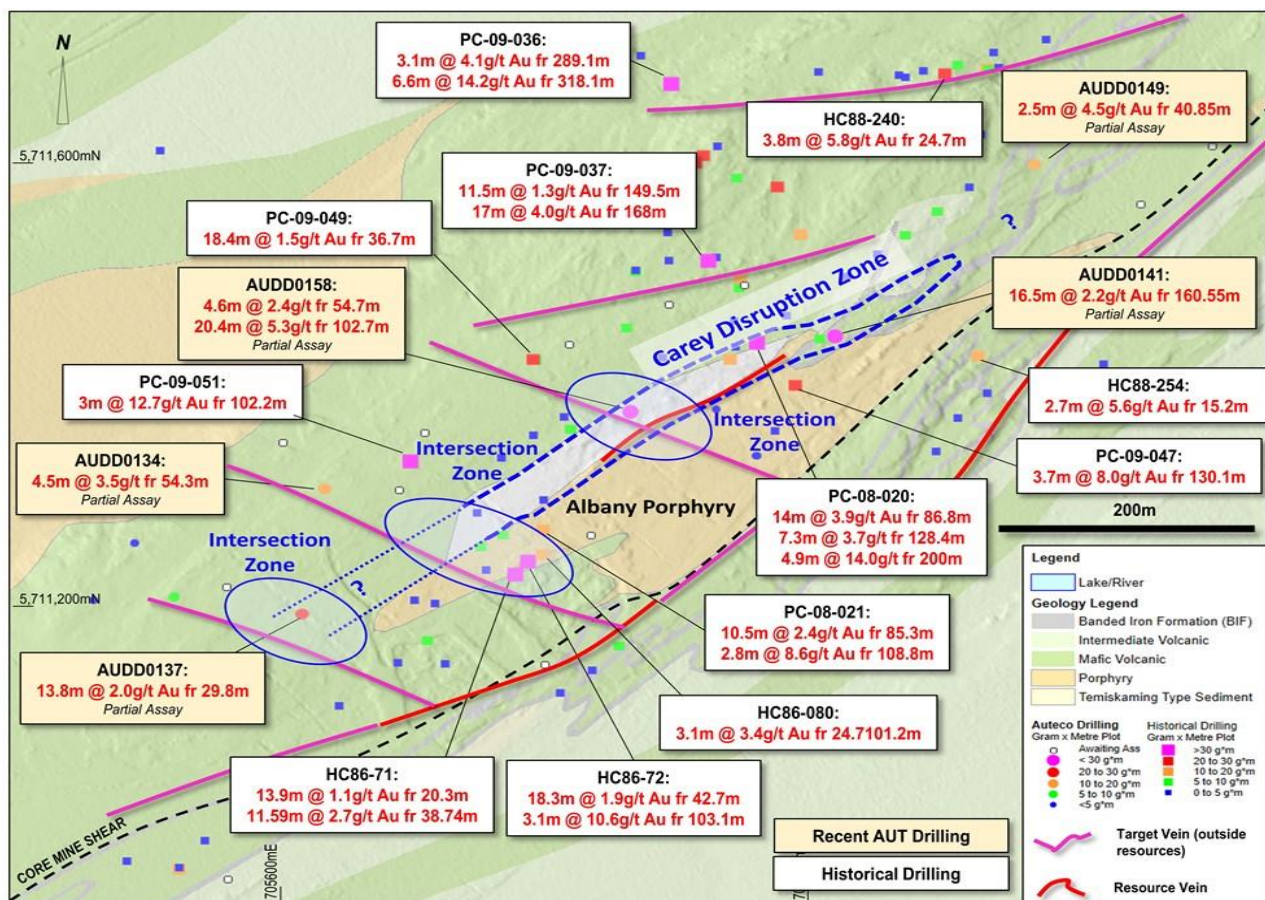 N
PC-09-036:
3.1m @ 4.1g/t Au fr 289.1m
6.6m @ 14.2g/t Au fr 318.1m
AUDD0149:
2.5m @ 4.5g/t Au fr 40.85m
Partial Assay
HC88-240:
3.8m @ 5.8g/t Au fr 24.7m
5,711,600mN
PC-09-037:
11.5m @ 1.3g/t Au fr 149.5m
17m @ 4.0g/t Au fr 168m
PC-09-049:
18.4m @ 1.5g/t Au fr 36.7m
?
AUDD0158:
4.6m @ 2.4g/t fr 54.7m
20.4m @ 5.3g/t fr 102.7m
Partial Assay
Carey Disruption Zone
AUDD0141:
16.5m @ 2.2g/t Au fr 160.55m
Partial Assay
PC-09-051:
3m @ 12.7g/t Au fr 102.2m
HC88-254:
2.7m @ 5.6g/t Au fr 15.2m
Intersection
Zone
Intersection
Zone
AUDD0134:
4.5m @ 3.5g/t Au fr 54.3m
Partial Assay
PC-09-047:
3.7m @ 8.0g/t Au fr 130.1m
Albany Porphyry
PC-08-020:
14m @ 3.9g/t Au fr 86.8m
7.3m @ 3.7g/t Au fr 128.4m
4.9m @ 14.0g/t Au fr 200m
200m
Intersection
Zone
?
5,711,200mN
PC-08-021:
10.5m @ 2.4g/t Au fr 85.3m
2.8m @ 8.6g/t Au fr 108.8m
AUDD0137:
13.8m @ 2.0g/t Au fr 29.8m
Partial Assay
HC86-080:
3.1m @ 3.4g/t Au fr 24.7101.2m
HC86-71:
13.9m @ 1.1g/t Au fr 20.3m
11.59m @ 2.7g/t Au fr 38.74m
HC86-72:
18.3m @ 1.9g/t Au fr 42.7m
3.1m @ 10.6g/t Au fr 103.1m
CORE MINE SHEAR
705600mE
Recent AUT Drilling
Historical Drilling
Legend
Lake/River
Geology Legend
Banded Iron Formation (BIF)
Intermediate Volcanic
Mafic Volcanic
Porphyry
Temiskaming Type Sediment
Auteco Drilling
Gram x Metre Plot
Awaiting Ass
< 30 g*m
20 to 30 g*m
10 to 20 g*m
5 to 10 g*m
<5 g*m
Historical Drilling
Gram x Metre Plot
>30 g*m
20 to 30 g*m
10 to 20 g*m
5 to 10 g*m
0 to 5 g*m
Target Vein (outside
resources)
Resource Vein